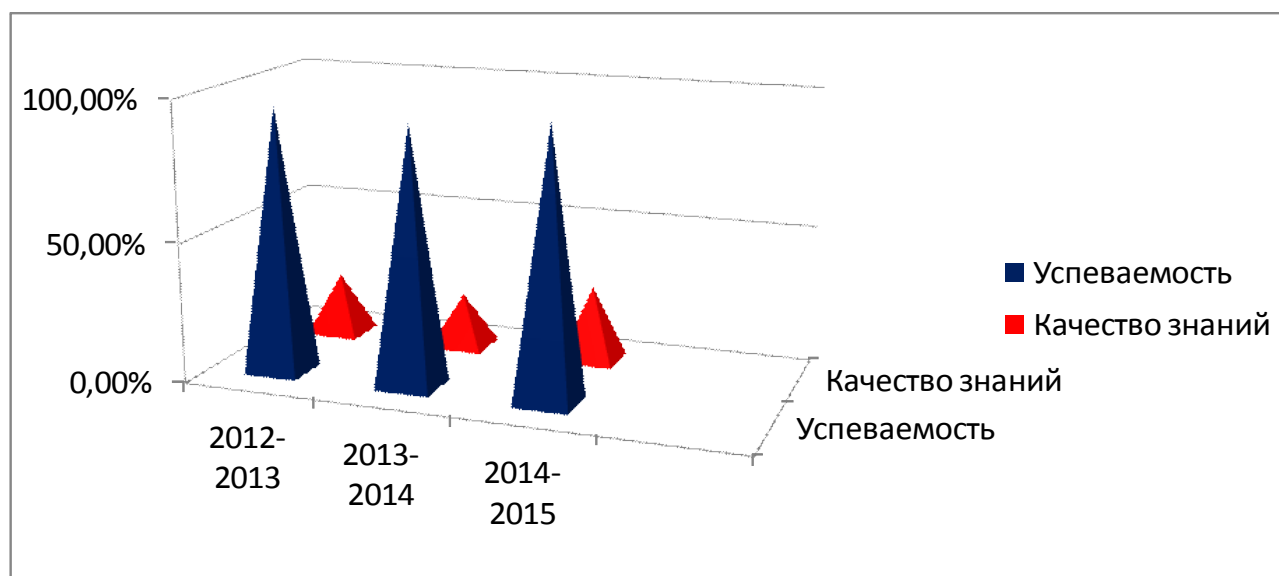 100,00%
50,00%
0,00%
2012-
2013
2013-
2014
2014-
2015
Качество знаний
Успеваемость
Успеваемость
Качество знаний